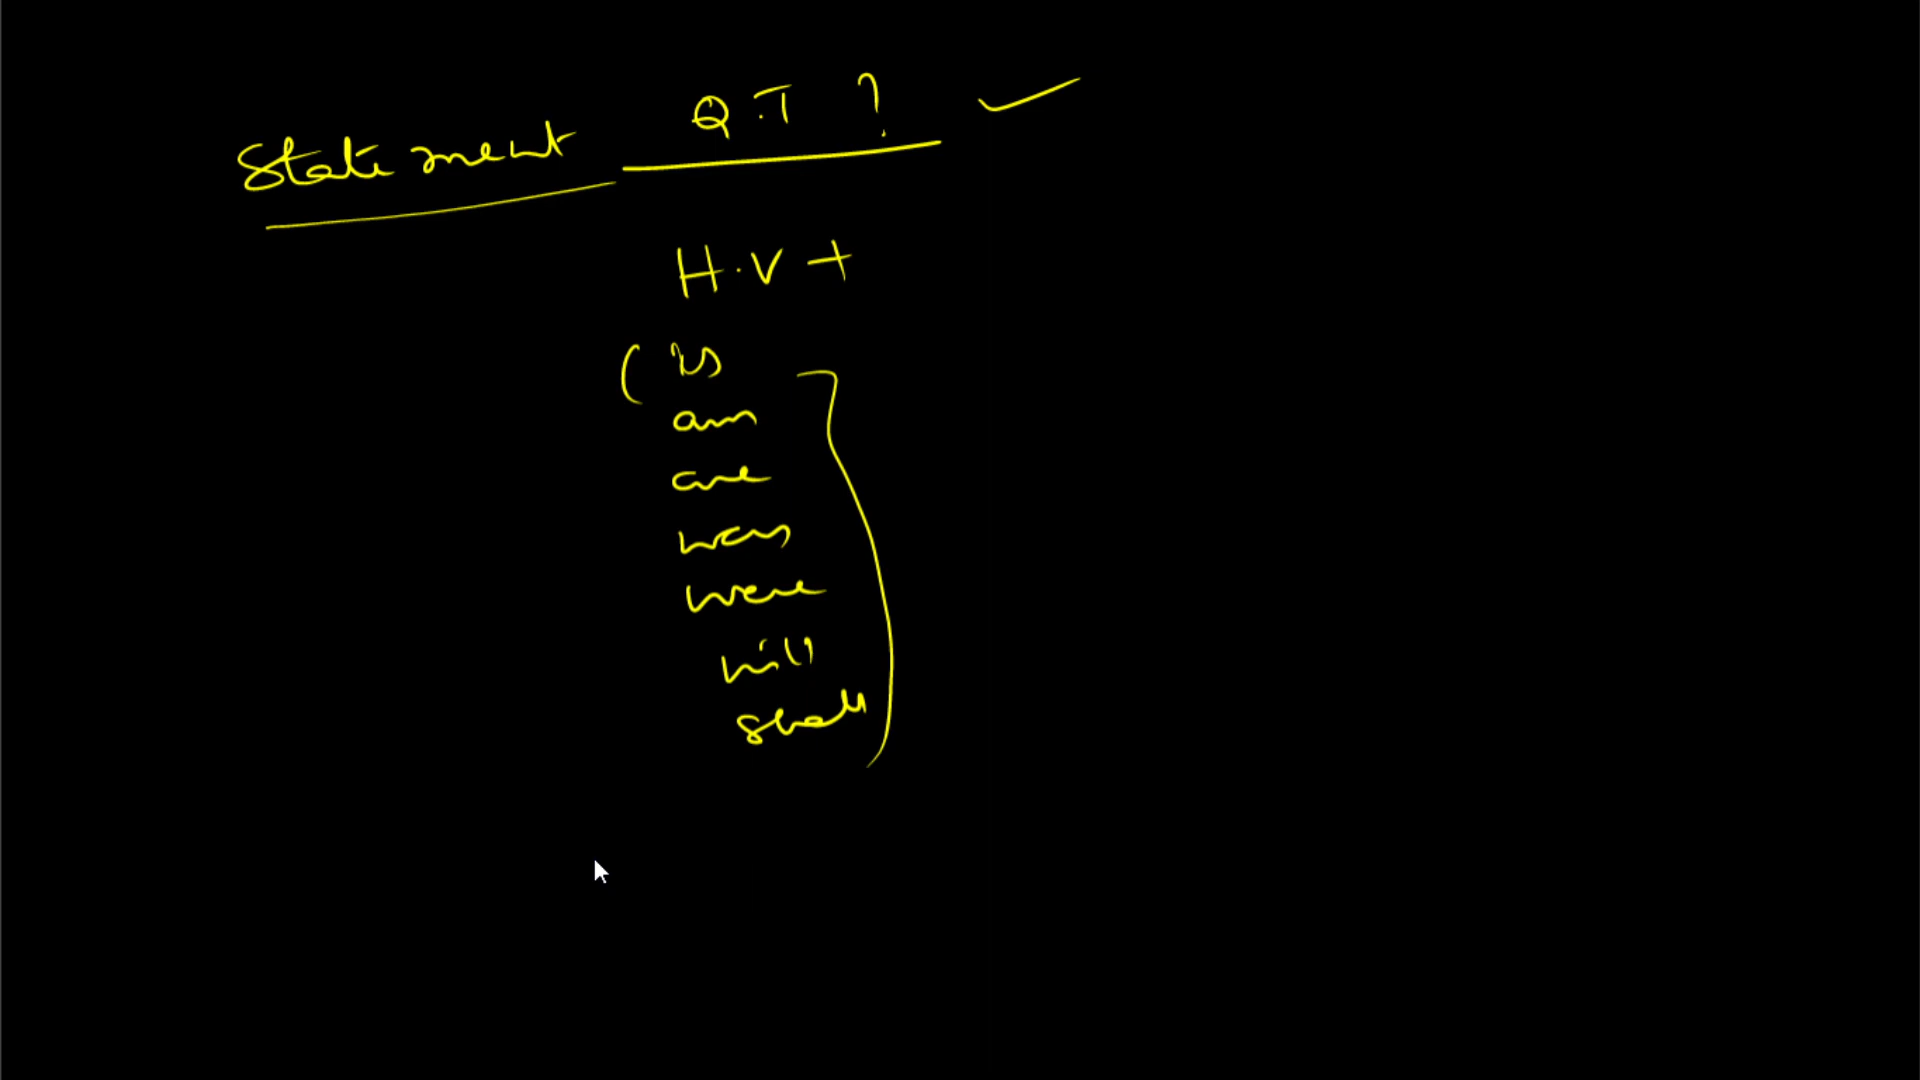 Statement Q.T ? ✓
H.V +
( is
am
are
was
were
will
shall